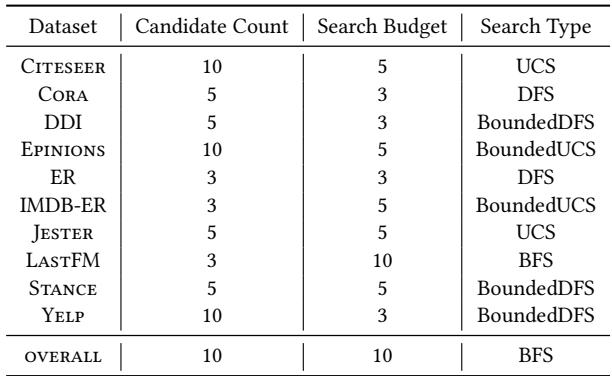 Dataset Candidate Count Search Budget Search Type
CITESEER 10 5 UCS
CORA 5 3 DFS
DDI 5 3 BoundedDFS
EPINIONS 10 5 BoundedUCS
ER 3 3 DFS
IMDB-ER 3 5 BoundedUCS
JESTER 5 5 UCS
LASTFM 3 10 BFS
STANCE 5 5 BoundedDFS
YELP 10 3 BoundedDFS
OVERALL 10 10 BFS